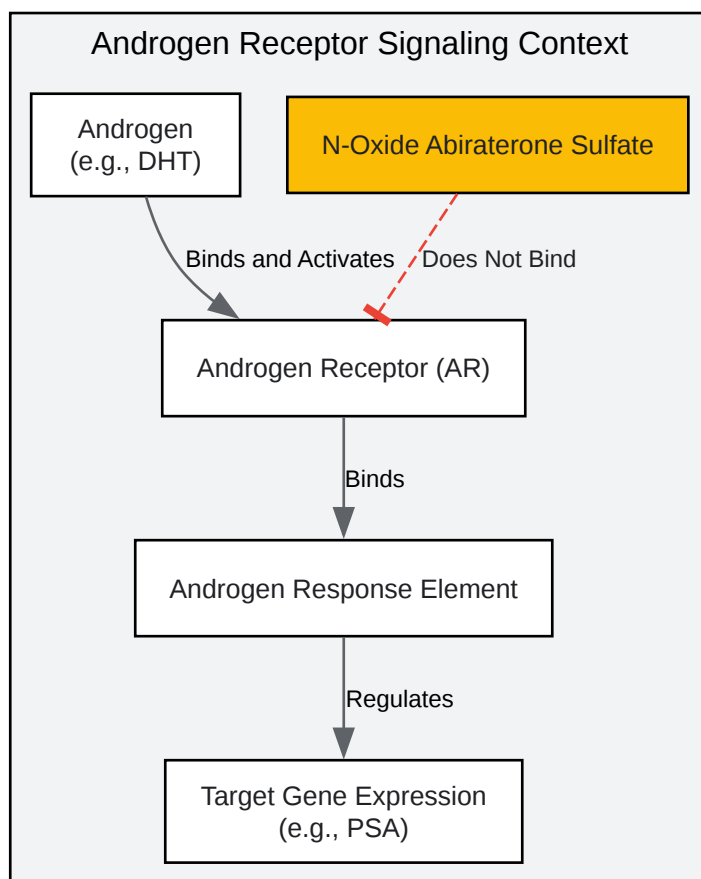 Androgen Receptor Signaling Context
Androgen
(e.g., DHT)
N-Oxide Abiraterone Sulfate
Binds and Activates
Does Not Bind
Androgen Receptor (AR)
Binds
Androgen Response Element
Regulates
Target Gene Expression
(e.g., PSA)